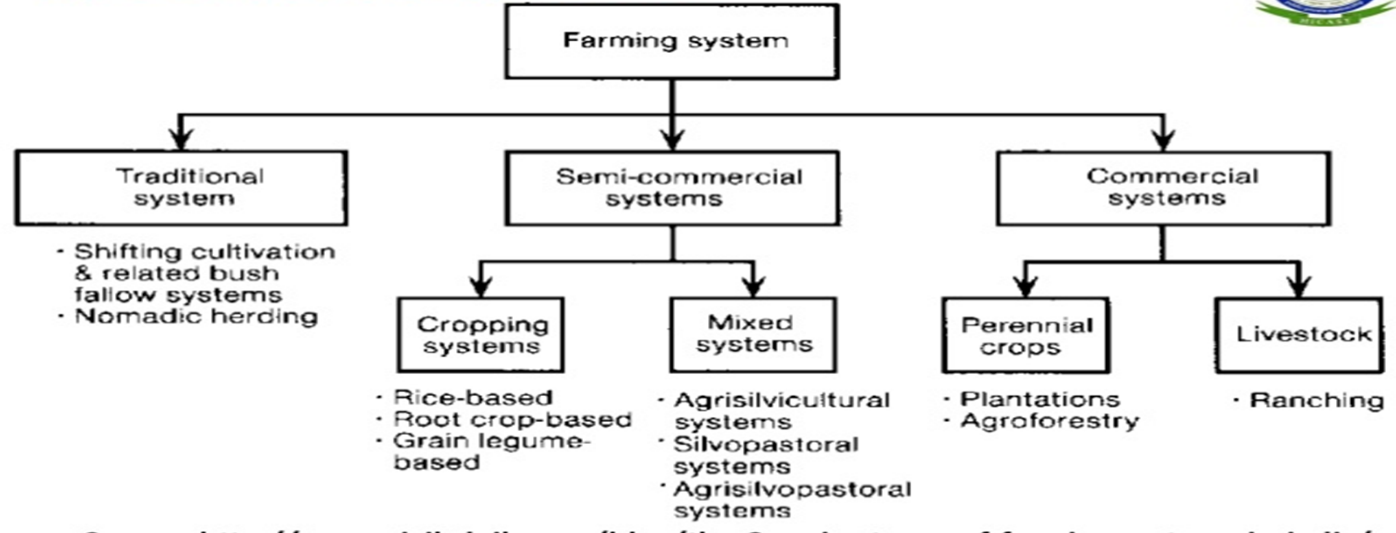 Farming system
Traditional
system
Semi-commercial
systems
Commercial
systems
· Shifting cultivation
& related bush
fallow systems
· Nomadic herding
Cropping
systems
Mixed
systems
Perennial
crops
Livestock
· Rice-based
· Root crop-based
· Grain legume-
based
· Agrisilvicultural
systems
· Silvopastoral
systems
· Agrisilvopastoral
systems
· Plantations
· Agroforestry
· Ranching
HICAST